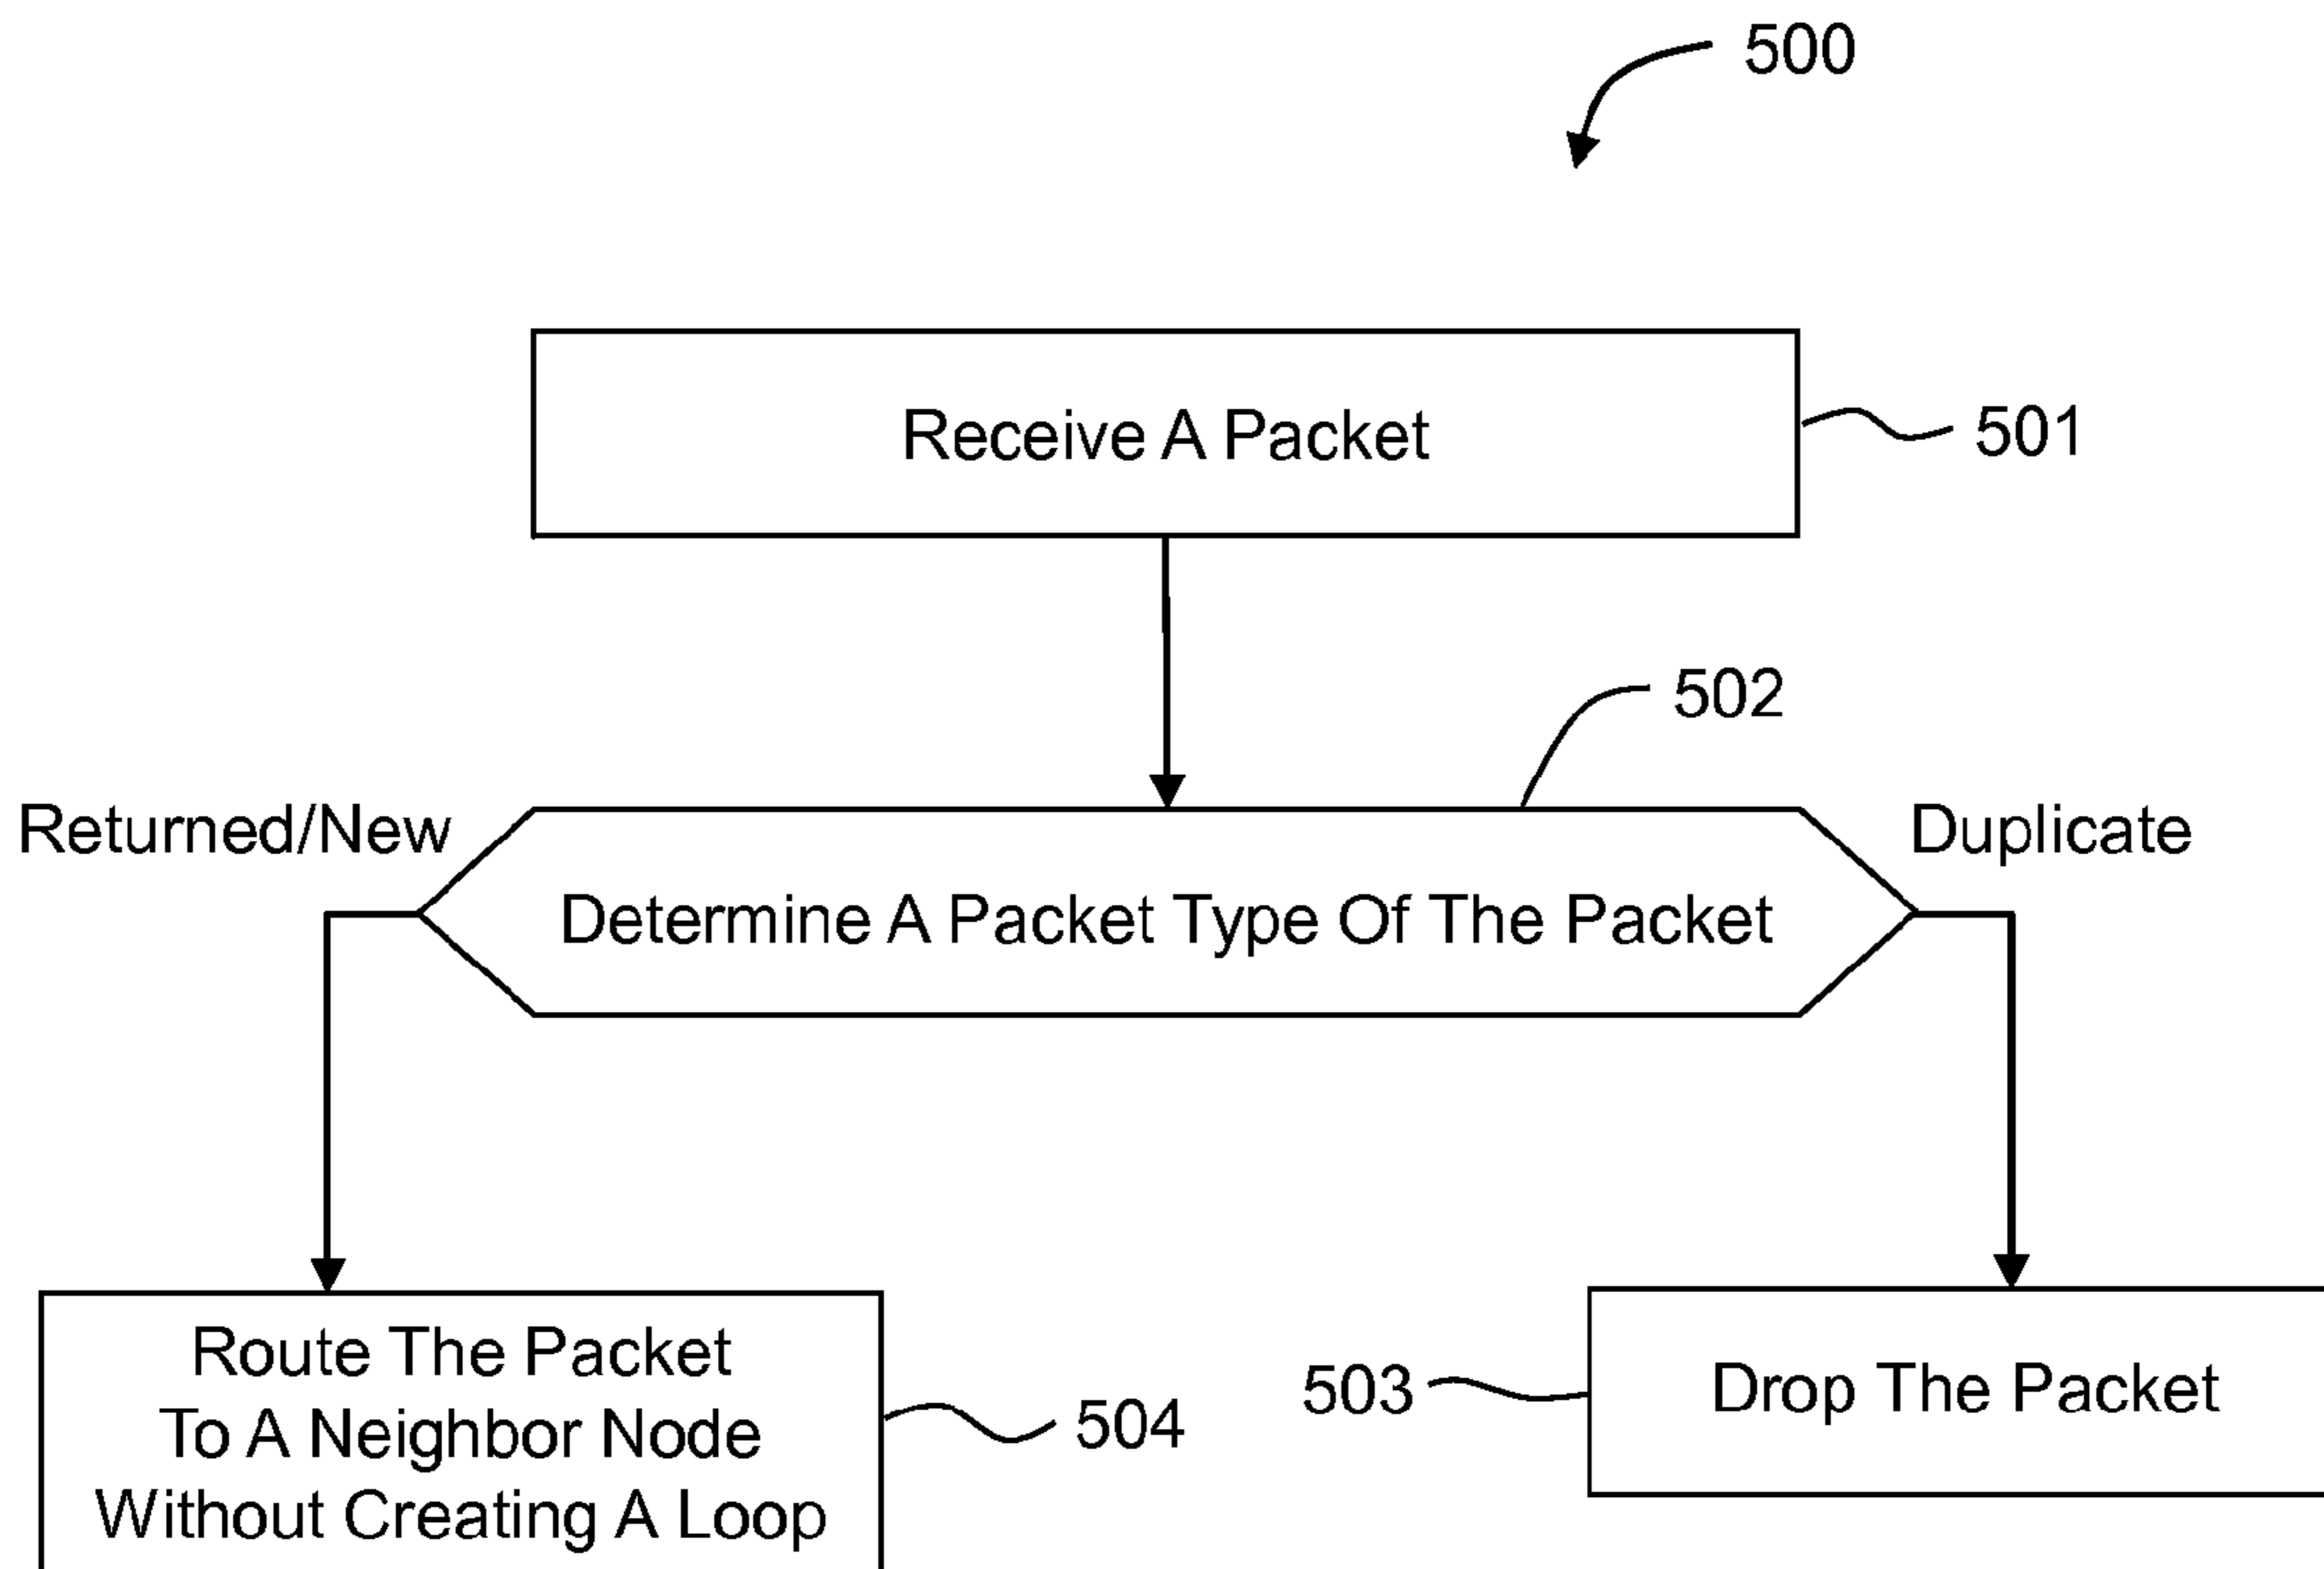 500
Receive A Packet
501
502
Returned/New
Duplicate
Determine A Packet Type Of The Packet
Route The Packet
To A Neighbor Node
Without Creating A Loop
504
503
Drop The Packet